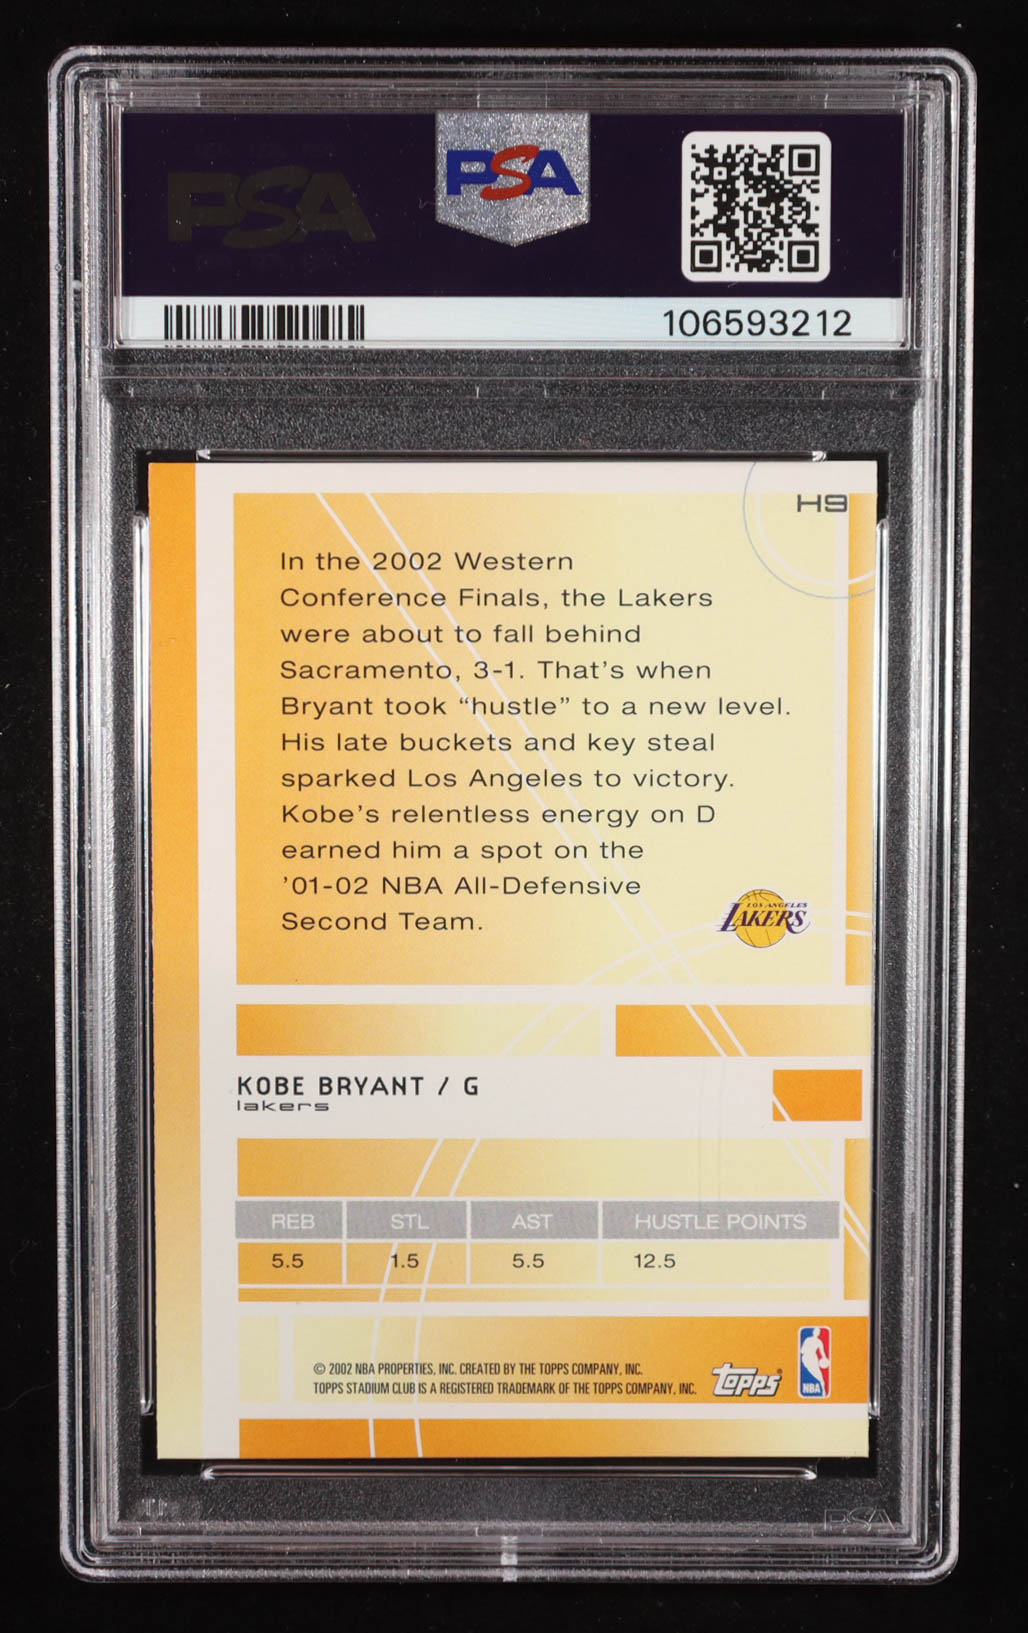 PSA
PSA
106593212
H9
In the 2002 Western
Conference Finals, the Lakers
were about to fall behind
Sacramento, 3-1. That's when
Bryant took “hustle” to a new level.
His late buckets and key steal
sparked Los Angeles to victory.
Kobe's relentless energy on D
earned him a spot on the
'01-02 NBA All-Defensive
Second Team.
LOS ANGELES
LAKERS
KOBE BRYANT / G
lakers
REB STL AST HUSTLE POINTS
5.5 1.5 5.5 12.5
© 2002 NBA PROPERTIES, INC. CREATED BY THE TOPPS COMPANY, INC.
TOPPS STADIUM CLUB IS A REGISTERED TRADEMARK OF THE TOPPS COMPANY, INC.
topps
NBA
PSA